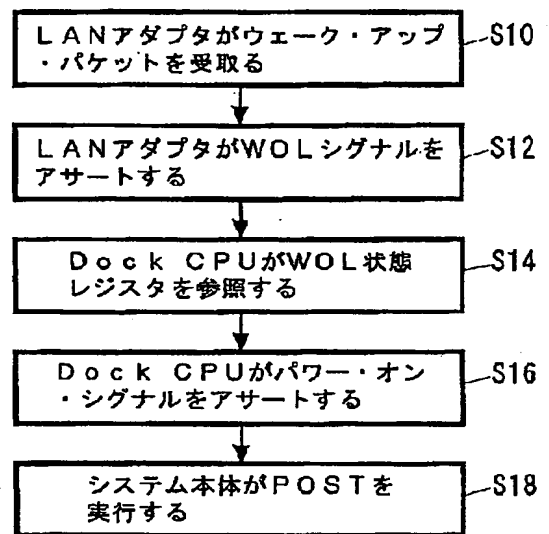 LANアダプタがウェーク・アップ
・パケットを受取る
S10
LANアダプタがWOLシグナルを
アサートする
S12
Dock CPUがWOL状態
レジスタを参照する
S14
Dock CPUがパワー・オン
・シグナルをアサートする
S16
システム本体がPOSTを
実行する
S18